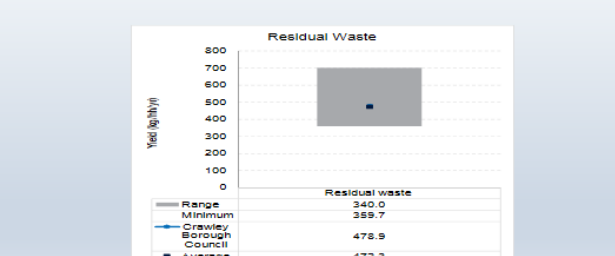 Residual Waste
800
700
600
500
400
300
200
100
0
Yield (kg/hh/yr)
Residual waste
Range 340.0
Minimum 359.7
Crawley
Borough 478.9
Council
Average